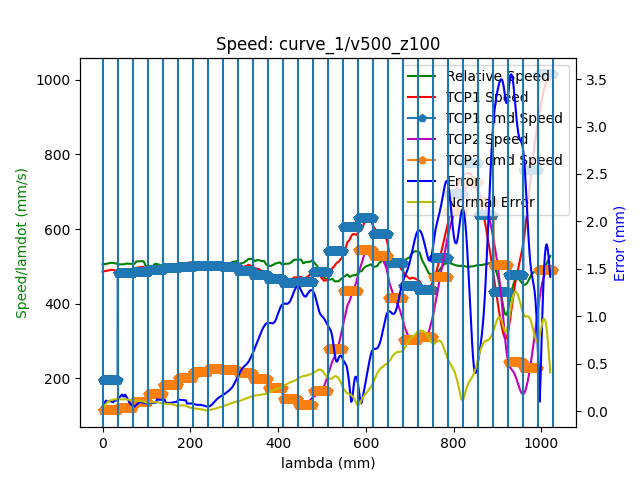 Speed: curve_1/v500_z100
Relative Speed
TCP1 Speed
TCP1 cmd Speed
TCP2 Speed
TCP2 cmd Speed
Error
Normal Error
Speed/lamdot (mm/s)
1000
800
600
400
200
3.5
3.0
2.5
2.0
1.5
1.0
0.5
0.0
Error (mm)
0
200
400
600
800
1000
lambda (mm)